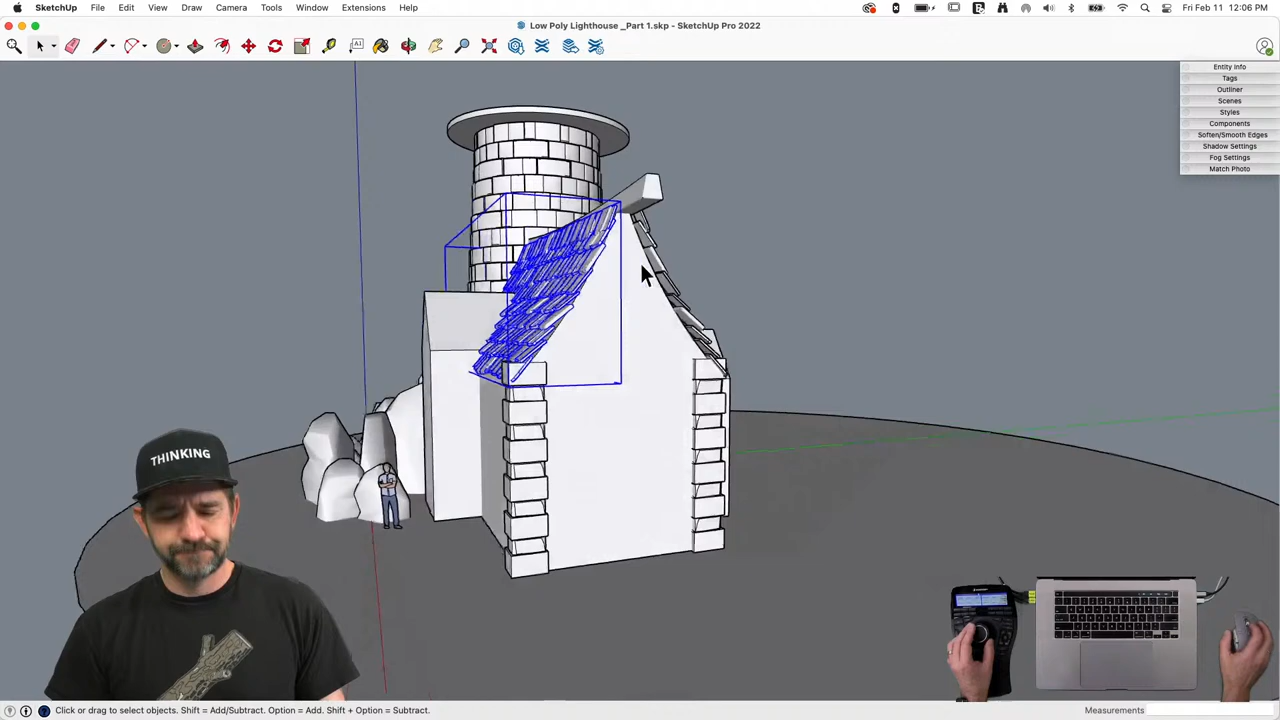 SketchUp File Edit View Draw Camera Tools Window Extensions Help
Fri Feb 11 12:06 PM
Low Poly Lighthouse _Part 1.skp - SketchUp Pro 2022
Entity Info
Tags
Outliner
Scenes
Styles
Components
Soften/Smooth Edges
Shadow Settings
Fog Settings
Match Photo
THINKING
Click or drag to select objects. Shift = Add/Subtract. Option = Add. Shift + Option = Subtract.
Measurements